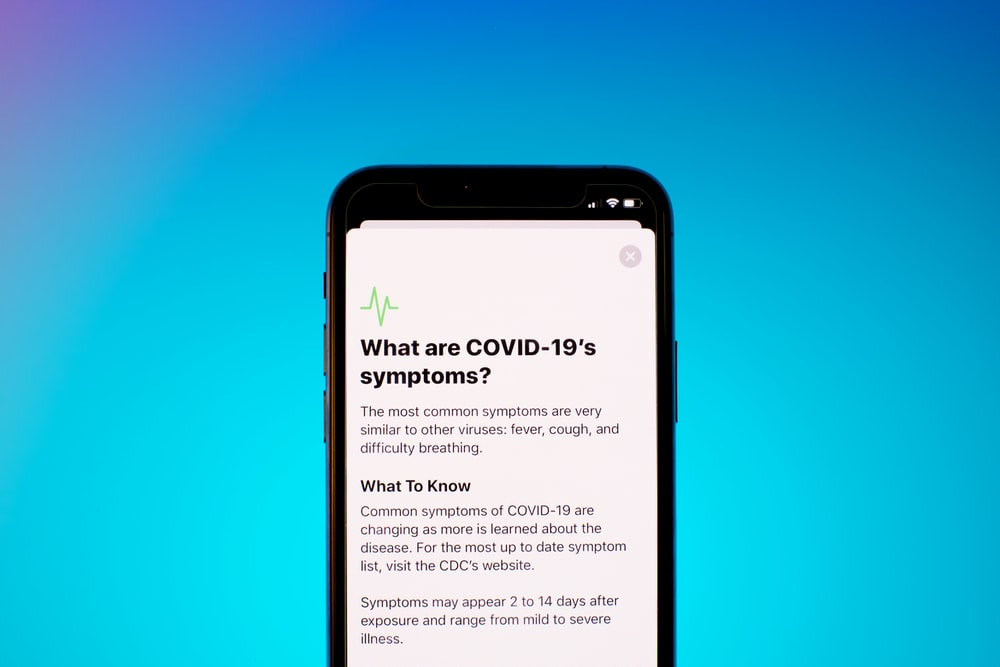 What are COVID-19’s
symptoms?
The most common symptoms are very
similar to other viruses: fever, cough, and
difficulty breathing.
What To Know
Common symptoms of COVID-19 are
changing as more is learned about the
disease. For the most up to date symptom
list, visit the CDC’s website.
Symptoms may appear 2 to 14 days after
exposure and range from mild to severe
illness.